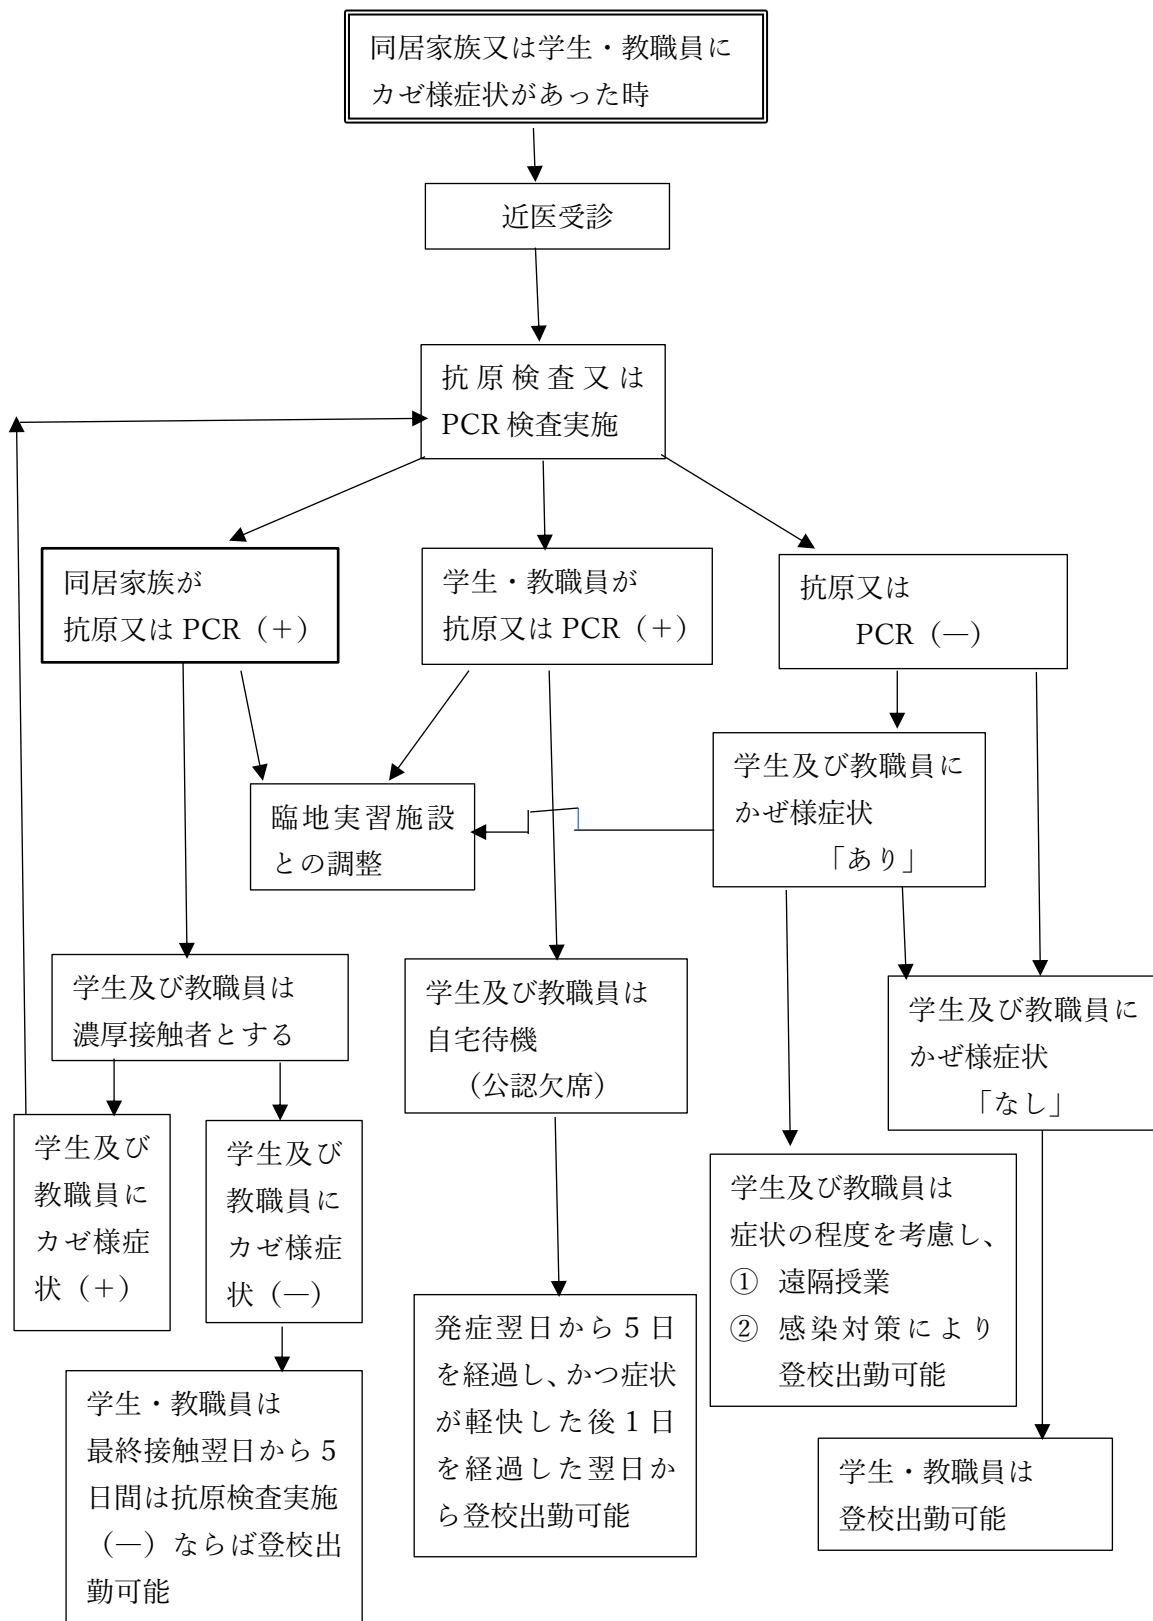 同居家族又は学生・教職員に
カゼ様症状があった時
近医受診
抗原検査又は
PCR 検査実施
同居家族が
抗原又は PCR（＋）
学生・教職員が
抗原又は PCR（＋）
抗原又は
PCR（―）
学生及び教職員に
かぜ様症状
「あり」
臨地実習施設
との調整
学生及び教職員は
濃厚接触者とする
学生及び教職員は
自宅待機
（公認欠席）
学生及び教職員に
かぜ様症状
「なし」
学生及び
教職員に
カゼ様症
状（＋）
学生及び
教職員に
カゼ様症
状（―）
学生及び教職員は
症状の程度を考慮し、
① 遠隔授業
② 感染対策により
登校出勤可能
発症翌日から 5 日
を経過し、かつ症状
が軽快した後 1 日
を経過した翌日か
ら登校出勤可能
学生・教職員は
最終接触翌日から 5
日間は抗原検査実施
（―）ならば登校出
勤可能
学生・教職員は
登校出勤可能